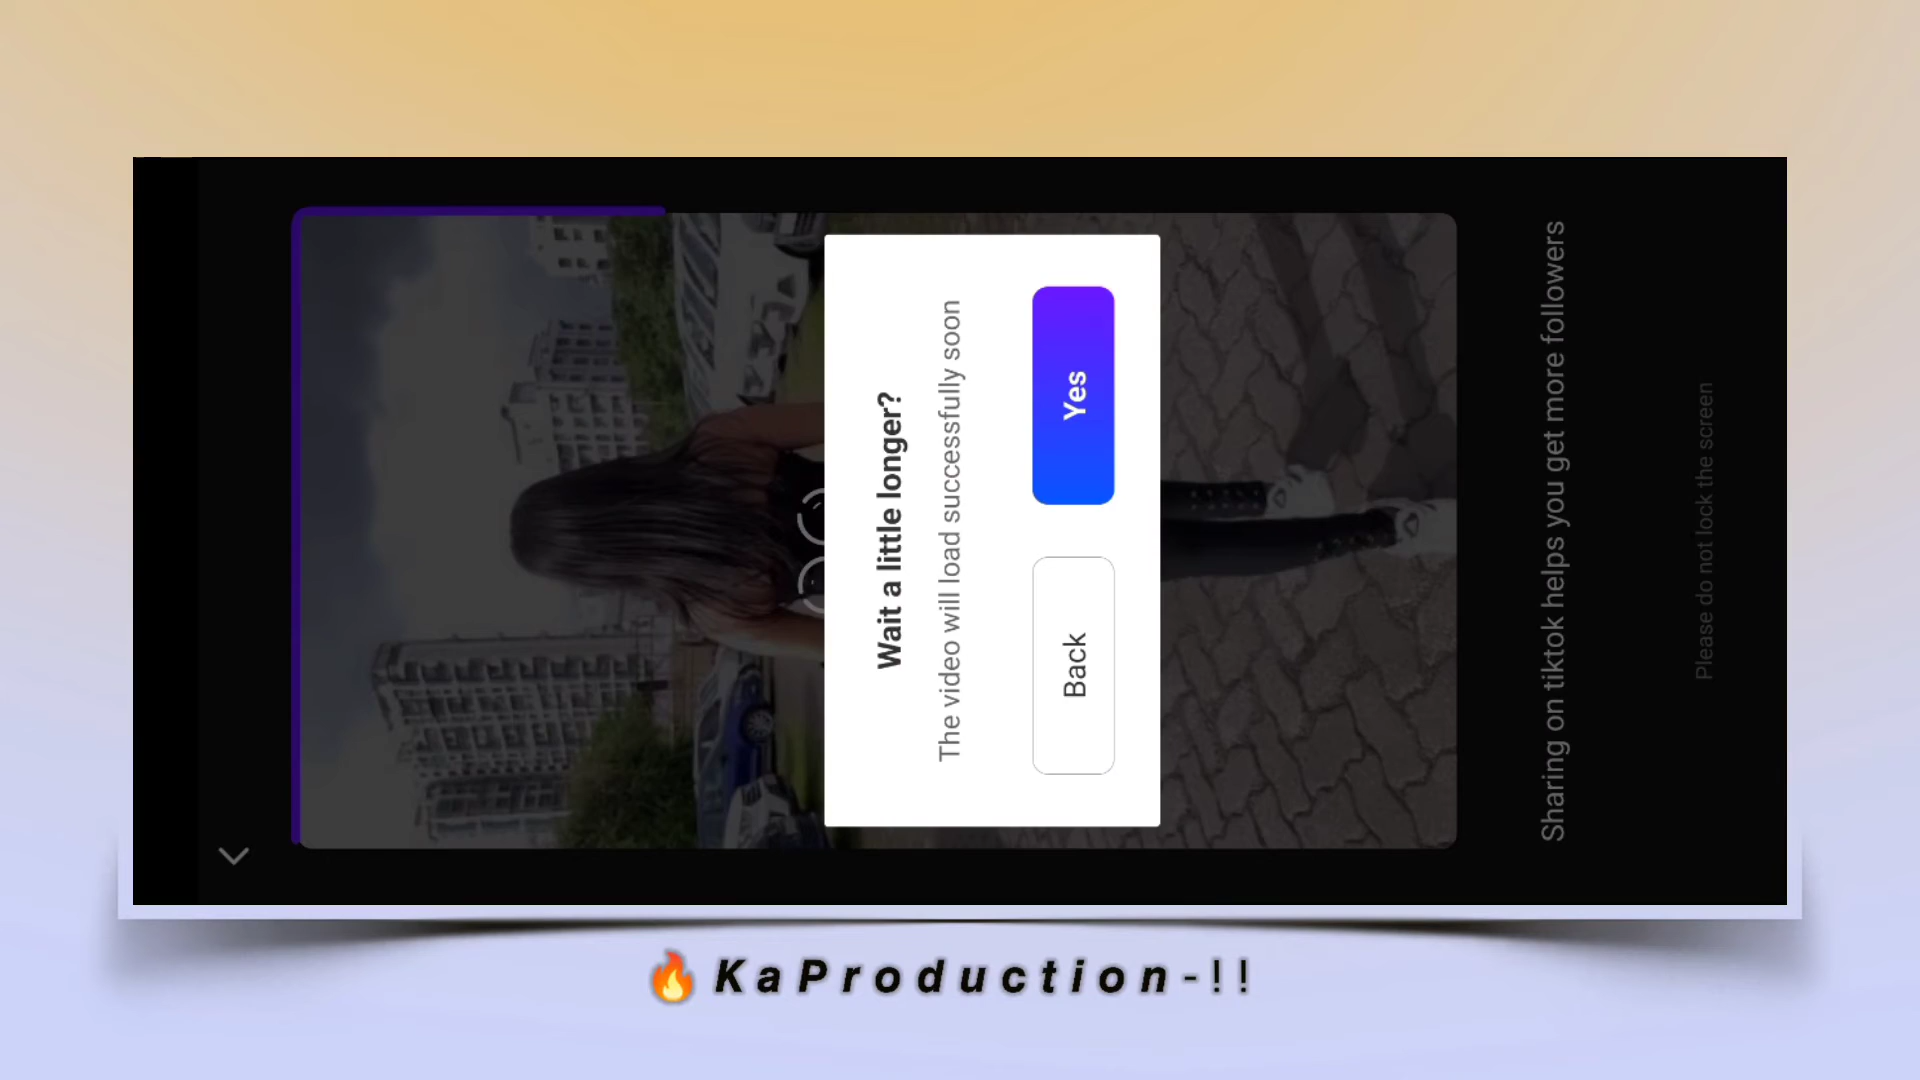 Wait a little longer?
The video will load successfully soon
Back Yes
Sharing on tiktok helps you get more followers
Please do not lock the screen
🔥 KaProduction-!!